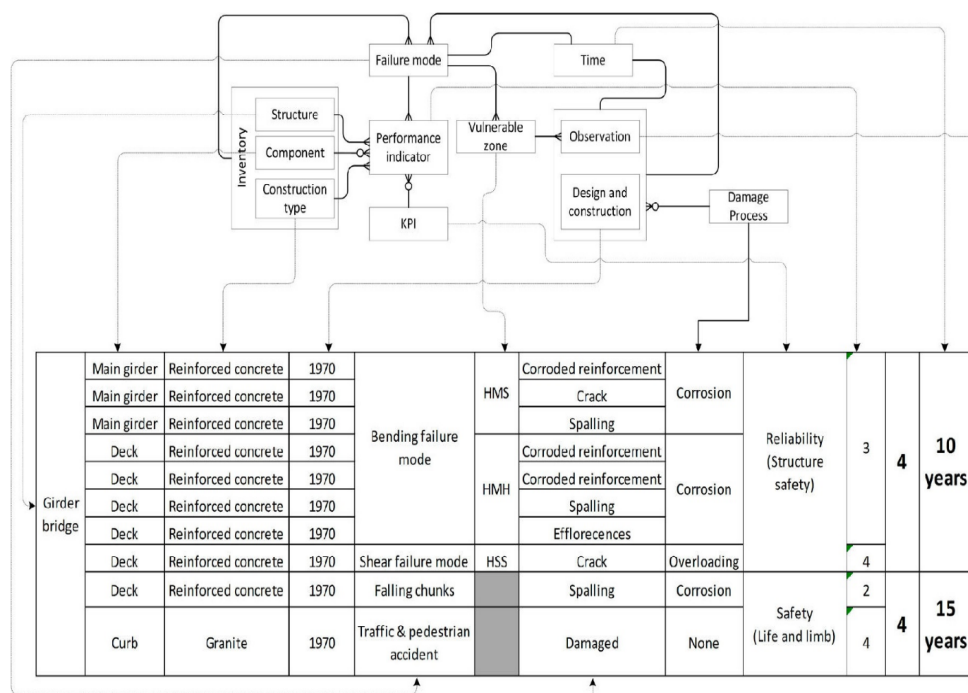 Failure mode
Time
Inventory
Structure
Component
Construction
type
Performance
indicator
KPI
Vulnerable
zone
Observation
Design and
construction
Damage
Process
Girder
bridge
Main girder Reinforced concrete 1970 Corroded reinforcement
Main girder Reinforced concrete 1970 HMS Crack Corrosion
Main girder Reinforced concrete 1970 Spalling
Deck Reinforced concrete 1970 Bending failure
mode
Corroded reinforcement
Reliability
(Structure
safety)
3
4
10
years
Deck Reinforced concrete 1970 HMH Corroded reinforcement Corrosion
Deck Reinforced concrete 1970 Spalling
Deck Reinforced concrete 1970 Efflorecences
Deck Reinforced concrete 1970 Shear failure mode HSS Crack Overloading 4
Deck Reinforced concrete 1970 Falling chunks Spalling Corrosion 2
Safety
(Life and limb)
4
15
years
Curb Granite 1970 Traffic & pedestrian
accident
Damaged None 4